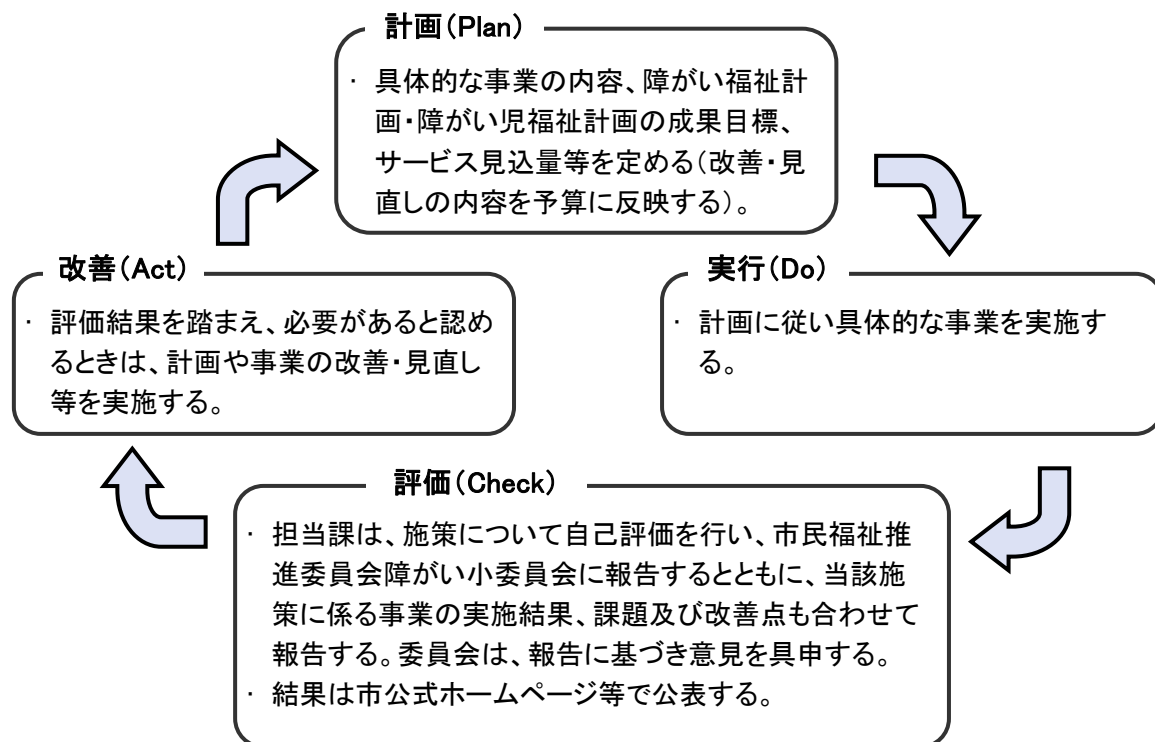 計画(Plan)
· 具体的な事業の内容、障がい福祉計
画・障がい児福祉計画の成果目標、
サービス見込量等を定める(改善・見
直しの内容を予算に反映する)。
改善(Act)
· 評価結果を踏まえ、必要があると認め
るときは、計画や事業の改善・見直し
等を実施する。
実行(Do)
· 計画に従い具体的な事業を実施す
る。
評価(Check)
· 担当課は、施策について自己評価を行い、市民福祉推
進委員会障がい小委員会に報告するとともに、当該施
策に係る事業の実施結果、課題及び改善点も合わせて
報告する。委員会は、報告に基づき意見を具申する。
· 結果は市公式ホームページ等で公表する。